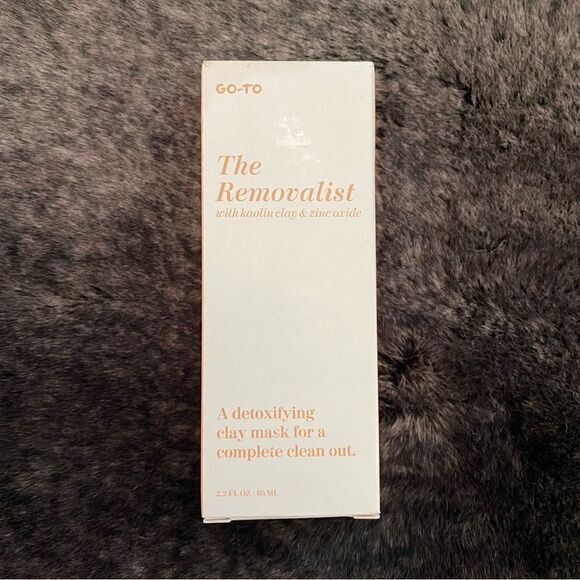 GO-TO
The
Removalist
with kaolin clay & zinc oxide
A detoxifying
clay mask for a
complete clean out.
2.2 FL OZ / 65 ML